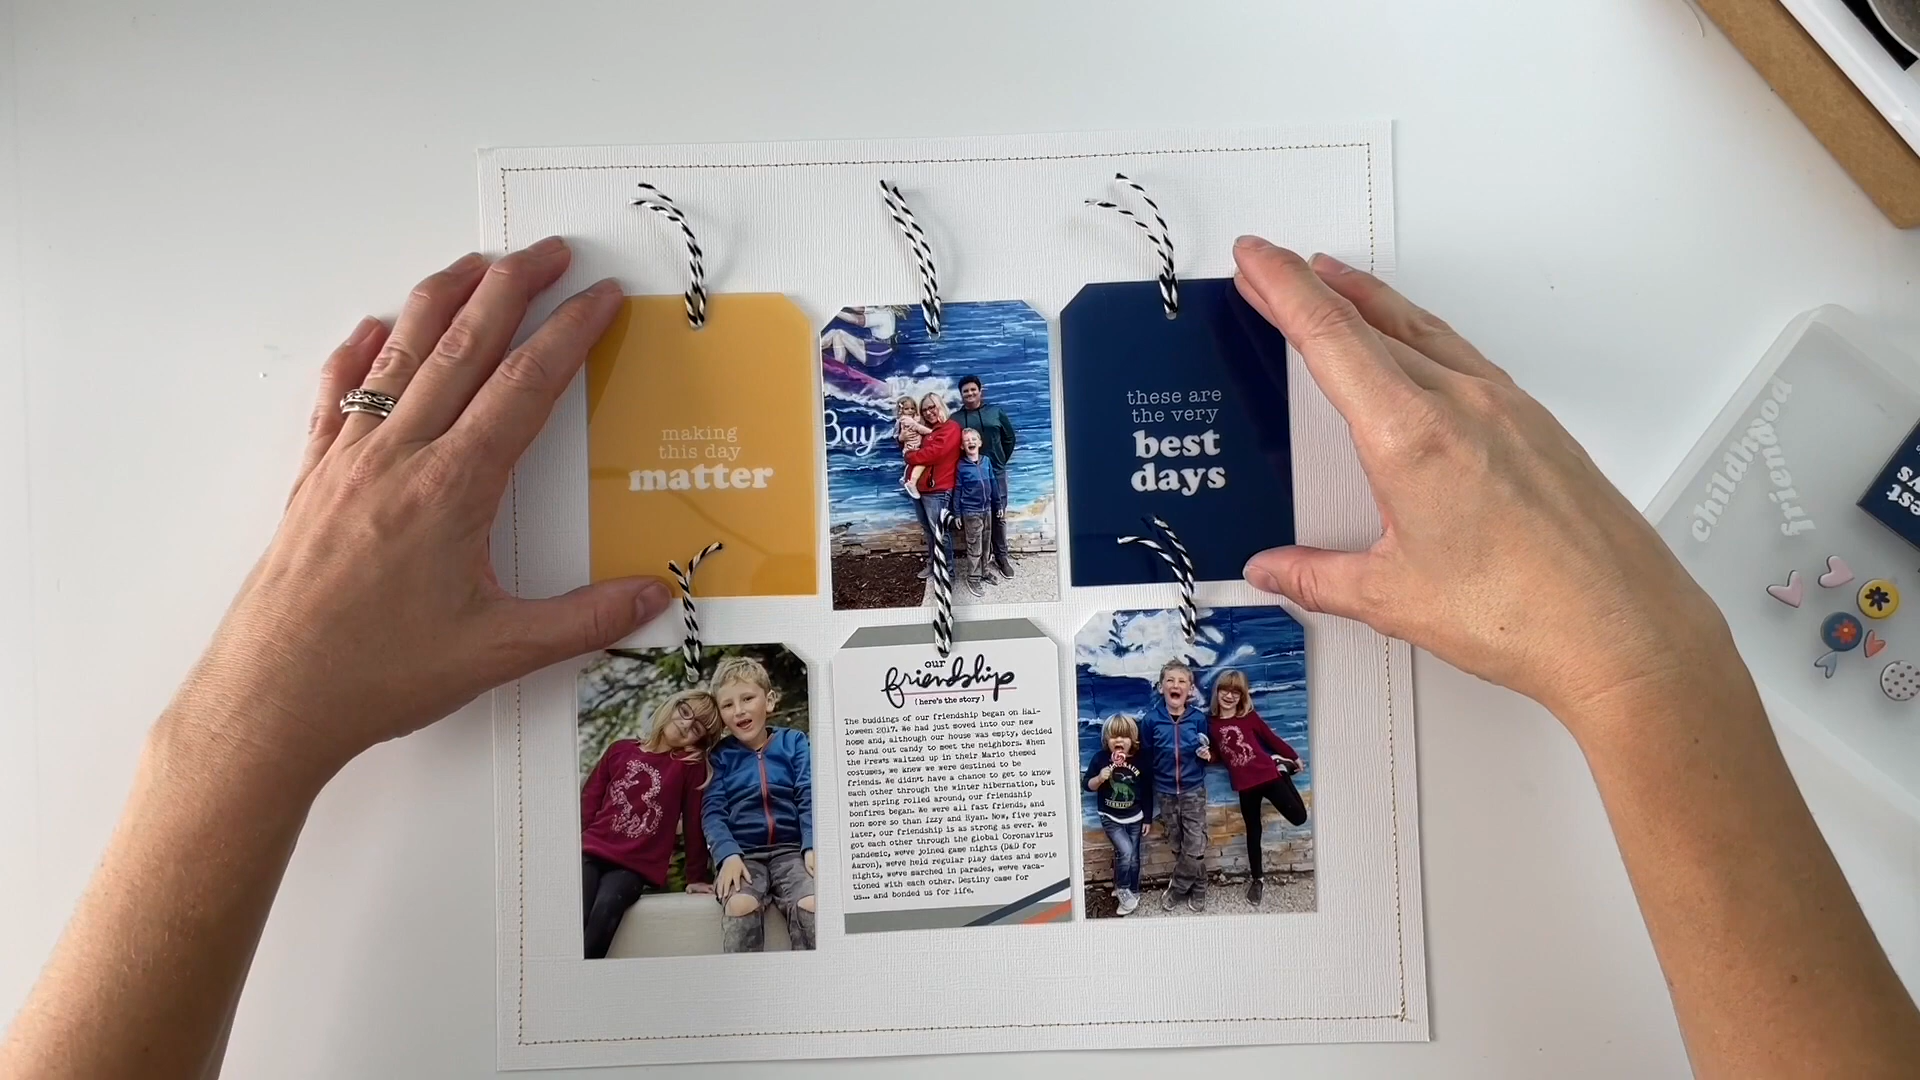 making
this day
matter
Bay
these are
the very
best
days
our
friendship
(here's the story)
The buddings of our friendship began on Hal-
loween 2017. We had just moved into our new
home and, although our house was empty, decided
to hand out candy to meet the neighbors. When
the Prewts waltzed up in their Mario themed
costumes, we knew we were destined to be
friends. We didn't have a chance to get to know
each other through the winter hibernation, but
when spring rolled around, our friendship
bonfires began. We were all fast friends, and
non more so than Izzy and Ryan. Now, five years
later, our friendship is as strong as ever. We
got each other through the global Coronavirus
pandemic, we've joined game nights (D&D for
Aaron), we've held regular play dates and movie
nights, we've marched in parades, we've vaca-
tioned with each other. Destiny came for
us... and bonded us for life.
DINOSAUR
TERRITORY
childhood
friend